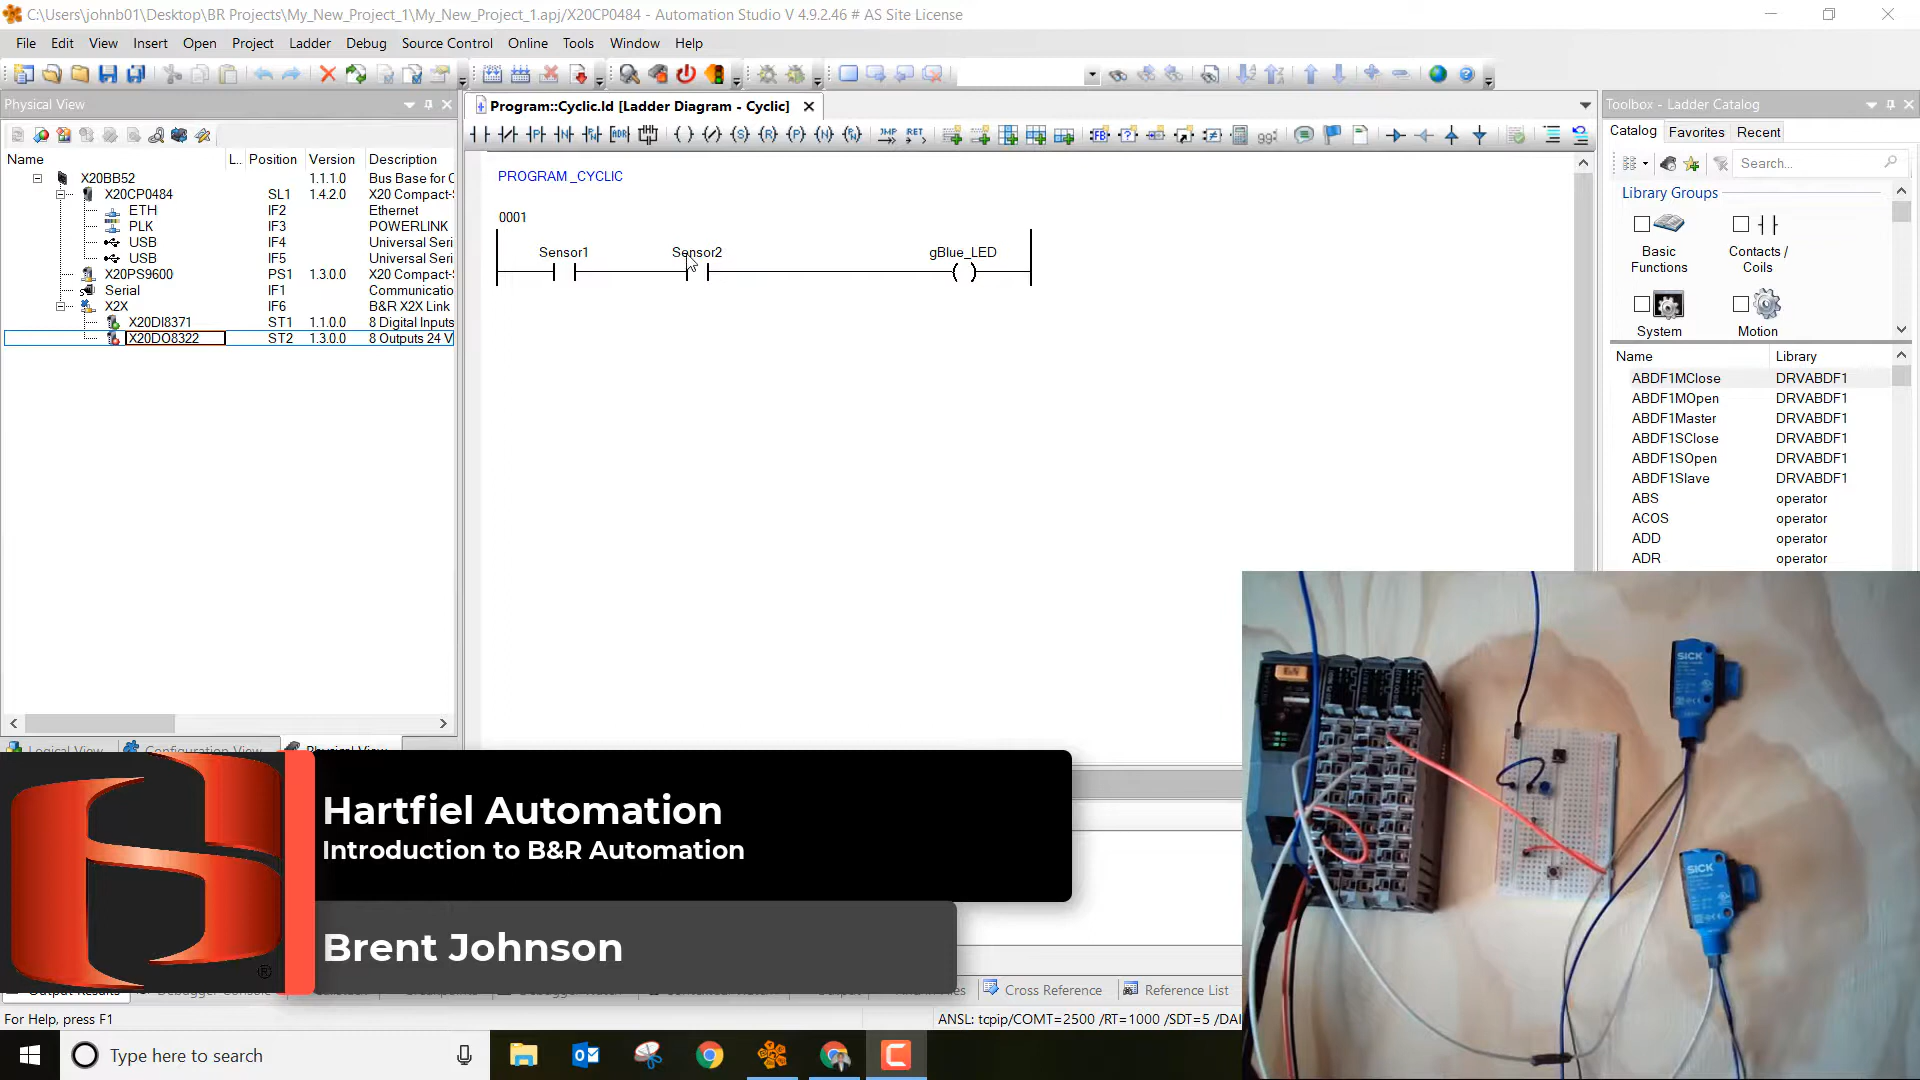 C:\Users\johnb01\Desktop\BR Projects\My_New_Project_1\My_New_Project_1.apj/X20CP0484 - Automation Studio V 4.9.2.46 # AS Site License
File Edit View Insert Open Project Ladder Debug Source Control Online Tools Window Help
Physical View
Program::Cyclic.ld [Ladder Diagram - Cyclic]
Toolbox - Ladder Catalog
Catalog Favorites Recent
Search...
Name L.. Position Version Description
X20BB52 1.1.1.0 Bus Base for C
X20CP0484 SL1 1.4.2.0 X20 Compact-
ETH IF2 Ethernet
PLK IF3 POWERLINK
USB IF4 Universal Seri
USB IF5 Universal Seri
X20PS9600 PS1 1.3.0.0 X20 Compact-
Serial IF1 Communicatio
X2X IF6 B&R X2X Link
X20DI8371 ST1 1.1.0.0 8 Digital Inputs
X20DO8322 ST2 1.3.0.0 8 Outputs 24 V
PROGRAM_CYCLIC
0001
Sensor1 Sensor2 gBlue_LED
Library Groups
Basic Functions
Contacts / Coils
System
Motion
Name Library
ABDF1MClose DRVABDF1
ABDF1MOpen DRVABDF1
ABDF1Master DRVABDF1
ABDF1SClose DRVABDF1
ABDF1SOpen DRVABDF1
ABDF1Slave DRVABDF1
ABS operator
ACOS operator
ADD operator
ADR operator
Logical View Configuration View Physical View
Hartfiel Automation
Introduction to B&R Automation
Brent Johnson
SICK
SICK
Cross Reference Reference List
For Help, press F1
ANSL: tcpip/COMT=2500 /RT=1000 /SDT=5 /DAI
Type here to search